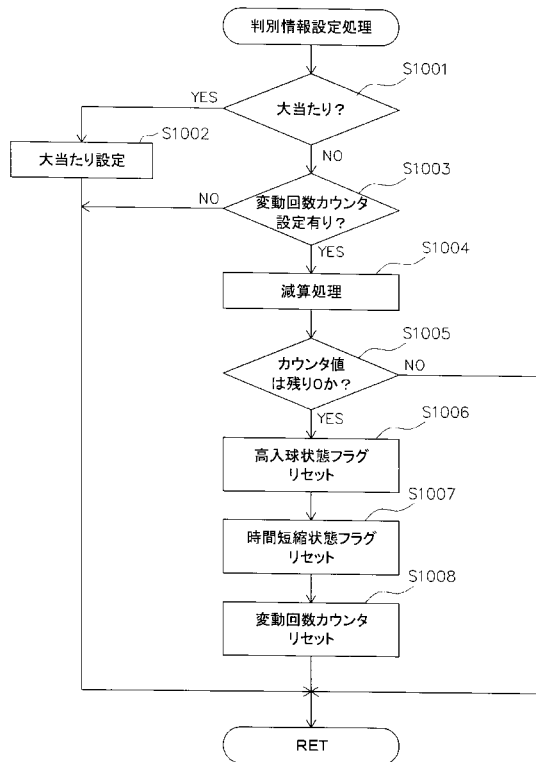 判別情報設定処理
S1001
大当たり?
YES
NO
S1002
大当たり設定
S1003
変動回数カウンタ
設定有り?
NO
YES
S1004
減算処理
S1005
カウンタ値
は残り0か?
NO
YES
S1006
高入球状態フラグ
リセット
S1007
時間短縮状態フラグ
リセット
S1008
変動回数カウンタ
リセット
RET